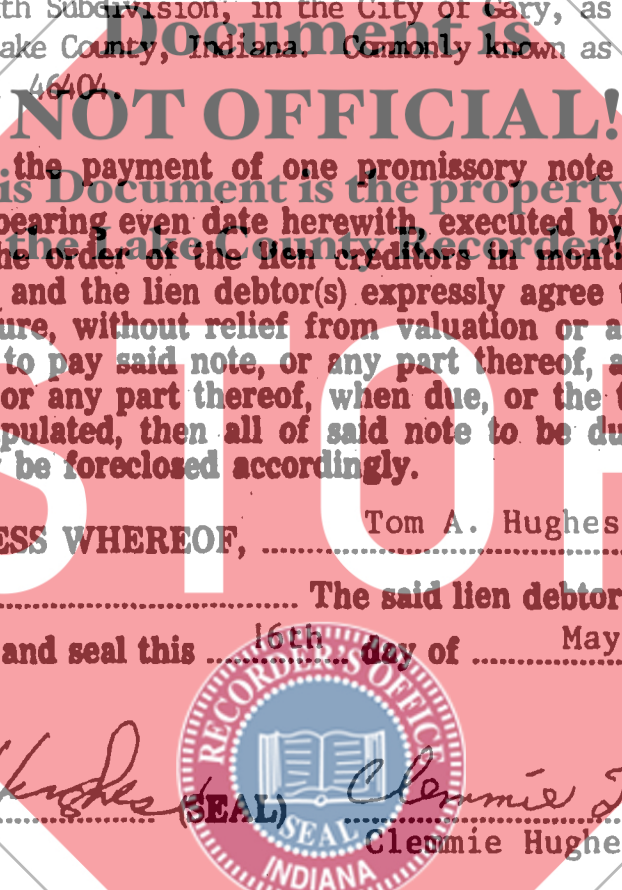 th Subdivision, in the City of Gary, as
Document is
ake County, Indiana. Commonly known as
46404.
NOT OFFICIAL!
the payment of one promissory note
is Document is the property
bearing even date herewith, executed by
the Lake County Recorder!
the order of the lien creditors in month
and the lien debtor(s) expressly agree
ure, without relief from valuation or a
to pay said note, or any part thereof, a
or any part thereof, when due, or the t
pulated, then all of said note to be du
be foreclosed accordingly.
STOP
ESS WHEREOF, Tom A. Hughes
The said lien debtor
and seal this 16th day of May
RECORDER'S OFFICE
Hughes (SEAL) Clemmie
SEAL
Clemmie Hughe
INDIANA